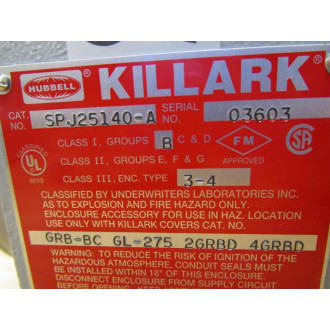 HUBBELL
KILLARK®
CAT. NO. SPJ25140-A SERIAL NO. 03603
CLASS I, GROUPS B C & D
CLASS II, GROUPS E, F & G
CLASS III, ENC. TYPE 3-4
CLASSIFIED
UL
FM
APPROVED
CLASSIFIED BY UNDERWRITERS LABORATORIES INC.
AS TO EXPLOSION AND FIRE HAZARD ONLY.
ENCLOSURE ACCESSORY FOR USE IN HAZ. LOCATION
USE ONLY WITH KILLARK COVERS CAT. NO.
GRB-BC GL-275 2GRBD 4GRBD
WARNING: TO REDUCE THE RISK OF IGNITION OF
HAZARDOUS ATMOSPHERE, CONDUIT SEALS MUST
BE INSTALLED WITHIN 18" OF THIS ENCLOSURE.
DISCONNECT ENCLOSURE FROM SUPPLY CIRCUIT